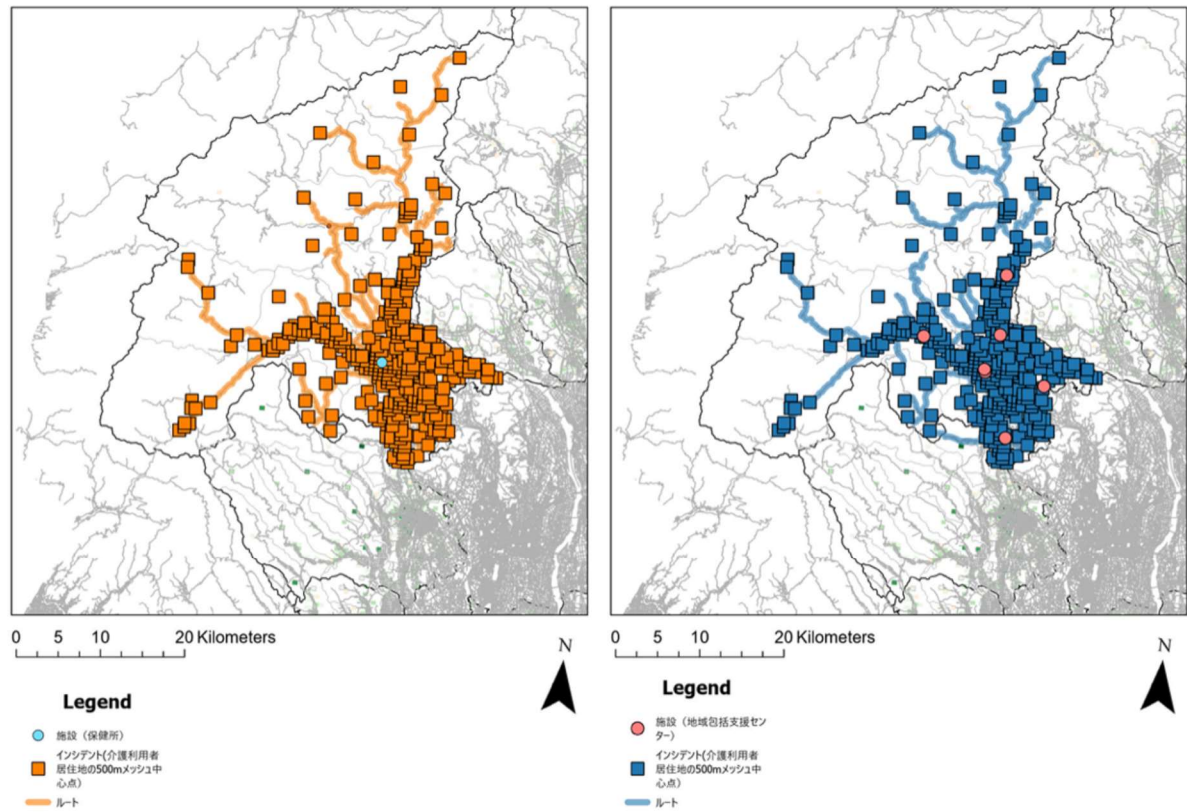 0 5 10 20 Kilometers
N
Legend
施設（保健所）
インシデント(介護利用者
居住地の500mメッシュ中
心点）
ルート
0 5 10 20 Kilometers
N
Legend
施設（地域包括支援セン
ター）
インシデント(介護利用者
居住地の500mメッシュ中
心点）
ルート